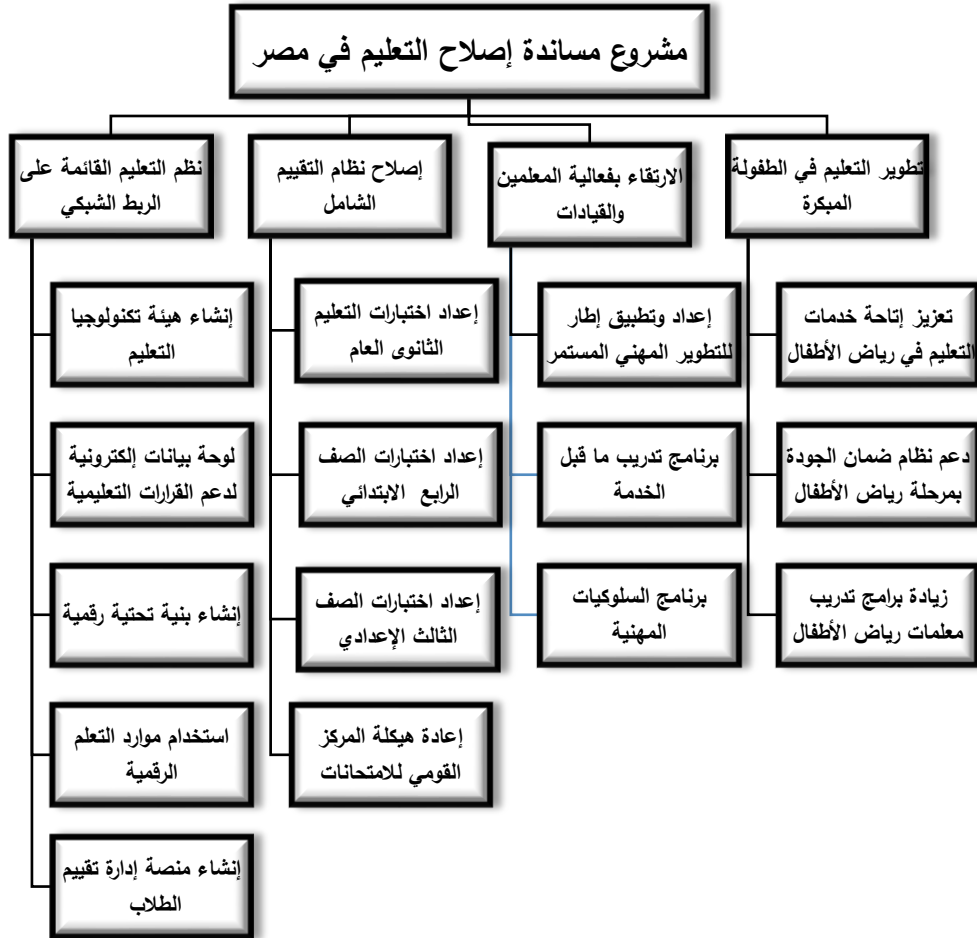 مشروع مساندة إصلاح التعليم في مصر
تطوير التعليم في الطفولة
المبكرة
تعزيز إتاحة خدمات
التعليم في رياض الأطفال
دعم نظام ضمان الجودة
بمرحلة رياض الأطفال
زيادة برامج تدريب
معلمات رياض الأطفال
الارتقاء بفعالية المعلمين
والقيادات
إعداد وتطبيق إطار
للتطوير المهني المستمر
برنامج تدريب ما قبل
الخدمة
برنامج السلوكيات
المهنية
إصلاح نظام التقييم
الشامل
إعداد اختبارات التعليم
الثانوى العام
إعداد اختبارات الصف
الرابع الابتدائي
إعداد اختبارات الصف
الثالث الإعدادي
إعادة هيكلة المركز
القومي للامتحانات
نظم التعليم القائمة على
الربط الشبكي
إنشاء هيئة تكنولوجيا
التعليم
لوحة بيانات إلكترونية
لدعم القرارات التعليمية
إنشاء بنية تحتية رقمية
استخدام موارد التعلم
الرقمية
إنشاء منصة إدارة تقييم
الطلاب